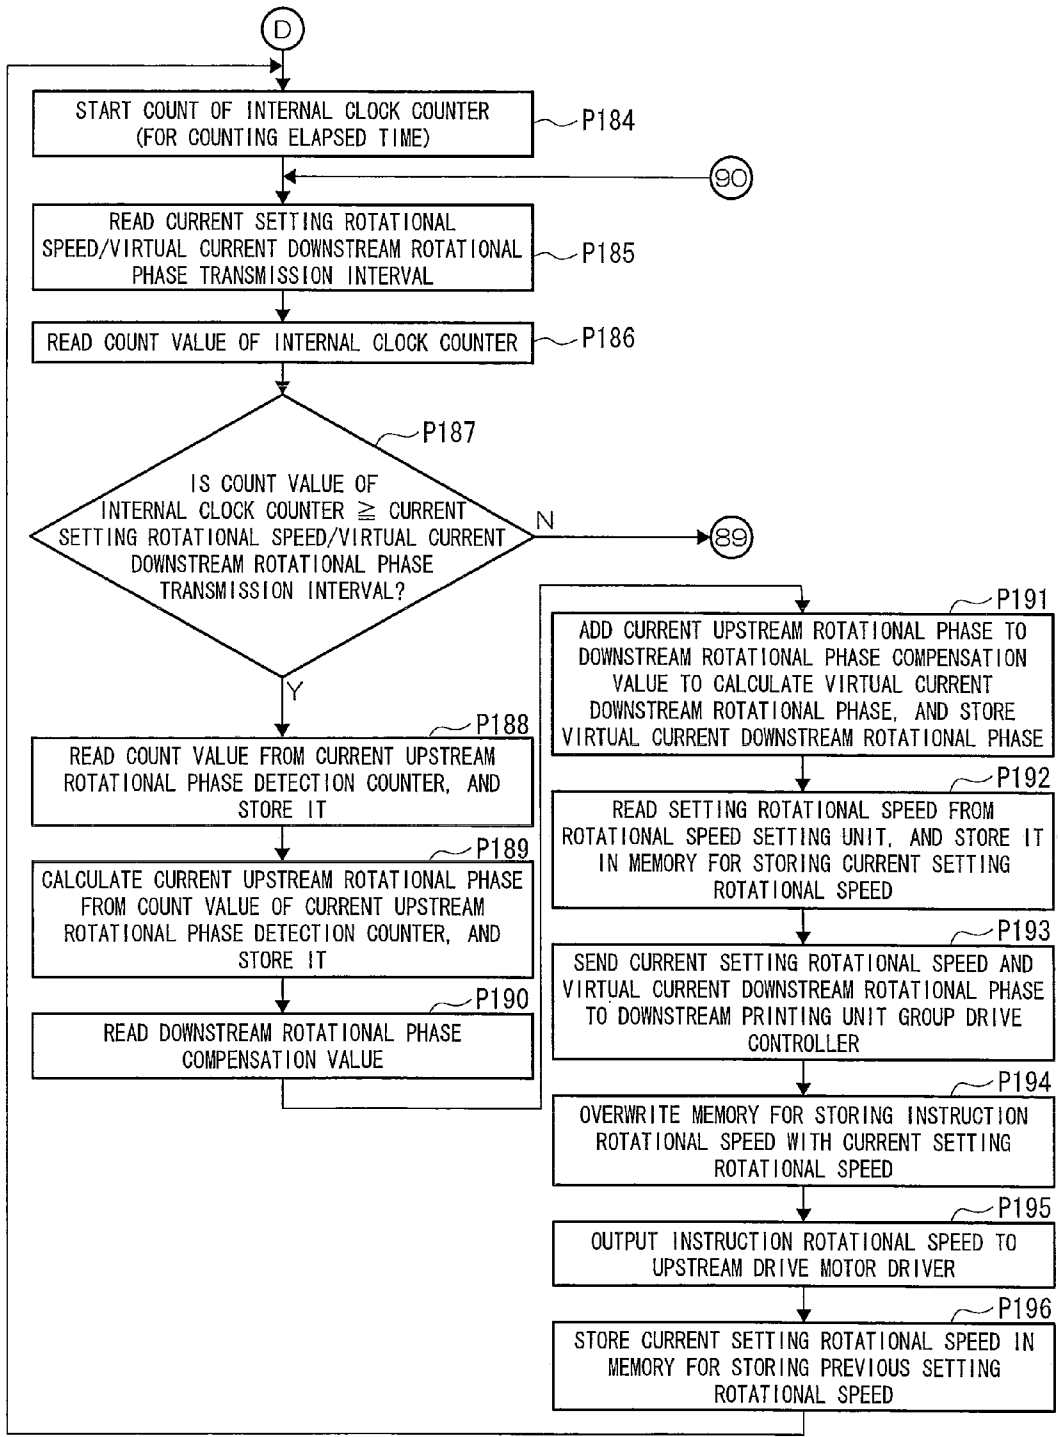 D
START COUNT OF INTERNAL CLOCK COUNTER
(FOR COUNTING ELAPSED TIME)
P184
90
READ CURRENT SETTING ROTATIONAL
SPEED/VIRTUAL CURRENT DOWNSTREAM ROTATIONAL
PHASE TRANSMISSION INTERVAL
P185
READ COUNT VALUE OF INTERNAL CLOCK COUNTER
P186
P187
IS COUNT VALUE OF
INTERNAL CLOCK COUNTER ≧ CURRENT
SETTING ROTATIONAL SPEED/VIRTUAL CURRENT
DOWNSTREAM ROTATIONAL PHASE
TRANSMISSION INTERVAL?
N
89
Y
P188
READ COUNT VALUE FROM CURRENT UPSTREAM
ROTATIONAL PHASE DETECTION COUNTER, AND
STORE IT
P189
CALCULATE CURRENT UPSTREAM ROTATIONAL PHASE
FROM COUNT VALUE OF CURRENT UPSTREAM
ROTATIONAL PHASE DETECTION COUNTER, AND
STORE IT
P190
READ DOWNSTREAM ROTATIONAL PHASE
COMPENSATION VALUE
P191
ADD CURRENT UPSTREAM ROTATIONAL PHASE TO
DOWNSTREAM ROTATIONAL PHASE COMPENSATION
VALUE TO CALCULATE VIRTUAL CURRENT
DOWNSTREAM ROTATIONAL PHASE, AND STORE
VIRTUAL CURRENT DOWNSTREAM ROTATIONAL PHASE
P192
READ SETTING ROTATIONAL SPEED FROM
ROTATIONAL SPEED SETTING UNIT, AND STORE IT
IN MEMORY FOR STORING CURRENT SETTING
ROTATIONAL SPEED
P193
SEND CURRENT SETTING ROTATIONAL SPEED AND
VIRTUAL CURRENT DOWNSTREAM ROTATIONAL PHASE
TO DOWNSTREAM PRINTING UNIT GROUP DRIVE
CONTROLLER
P194
OVERWRITE MEMORY FOR STORING INSTRUCTION
ROTATIONAL SPEED WITH CURRENT SETTING
ROTATIONAL SPEED
P195
OUTPUT INSTRUCTION ROTATIONAL SPEED TO
UPSTREAM DRIVE MOTOR DRIVER
P196
STORE CURRENT SETTING ROTATIONAL SPEED IN
MEMORY FOR STORING PREVIOUS SETTING
ROTATIONAL SPEED